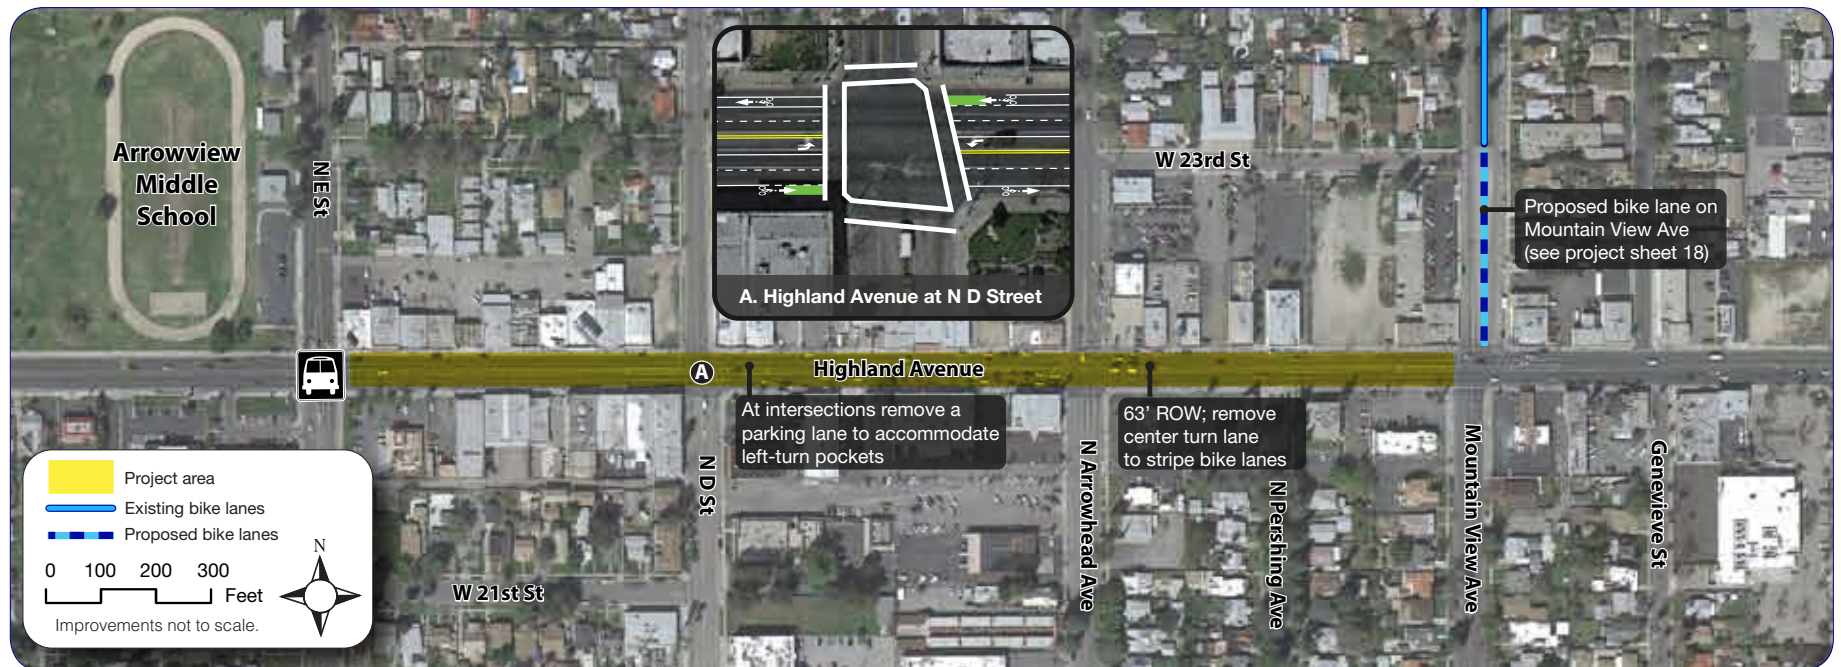 Arrowview
Middle
School
N E St
A. Highland Avenue at N D Street
W 23rd St
Proposed bike lane on
Mountain View Ave
(see project sheet 18)
A
Highland Avenue
At intersections remove a
parking lane to accommodate
left-turn pockets
63’ ROW; remove
center turn lane
to stripe bike lanes
N D St
N Arrowhead Ave
N Pershing Ave
Mountain View Ave
Genevieve St
W 21st St
Project area
Existing bike lanes
Proposed bike lanes
N
0 100 200 300
Feet
Improvements not to scale.